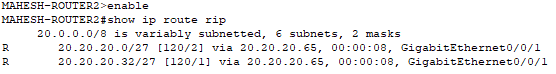 MAHESH-ROUTER2>enable
MAHESH-ROUTER2#show ip route rip
     20.0.0.0/8 is variably subnetted, 6 subnets, 2 masks
R       20.20.20.0/27 [120/2] via 20.20.20.65, 00:00:08, GigabitEthernet0/0/1
R       20.20.20.32/27 [120/1] via 20.20.20.65, 00:00:08, GigabitEthernet0/0/1